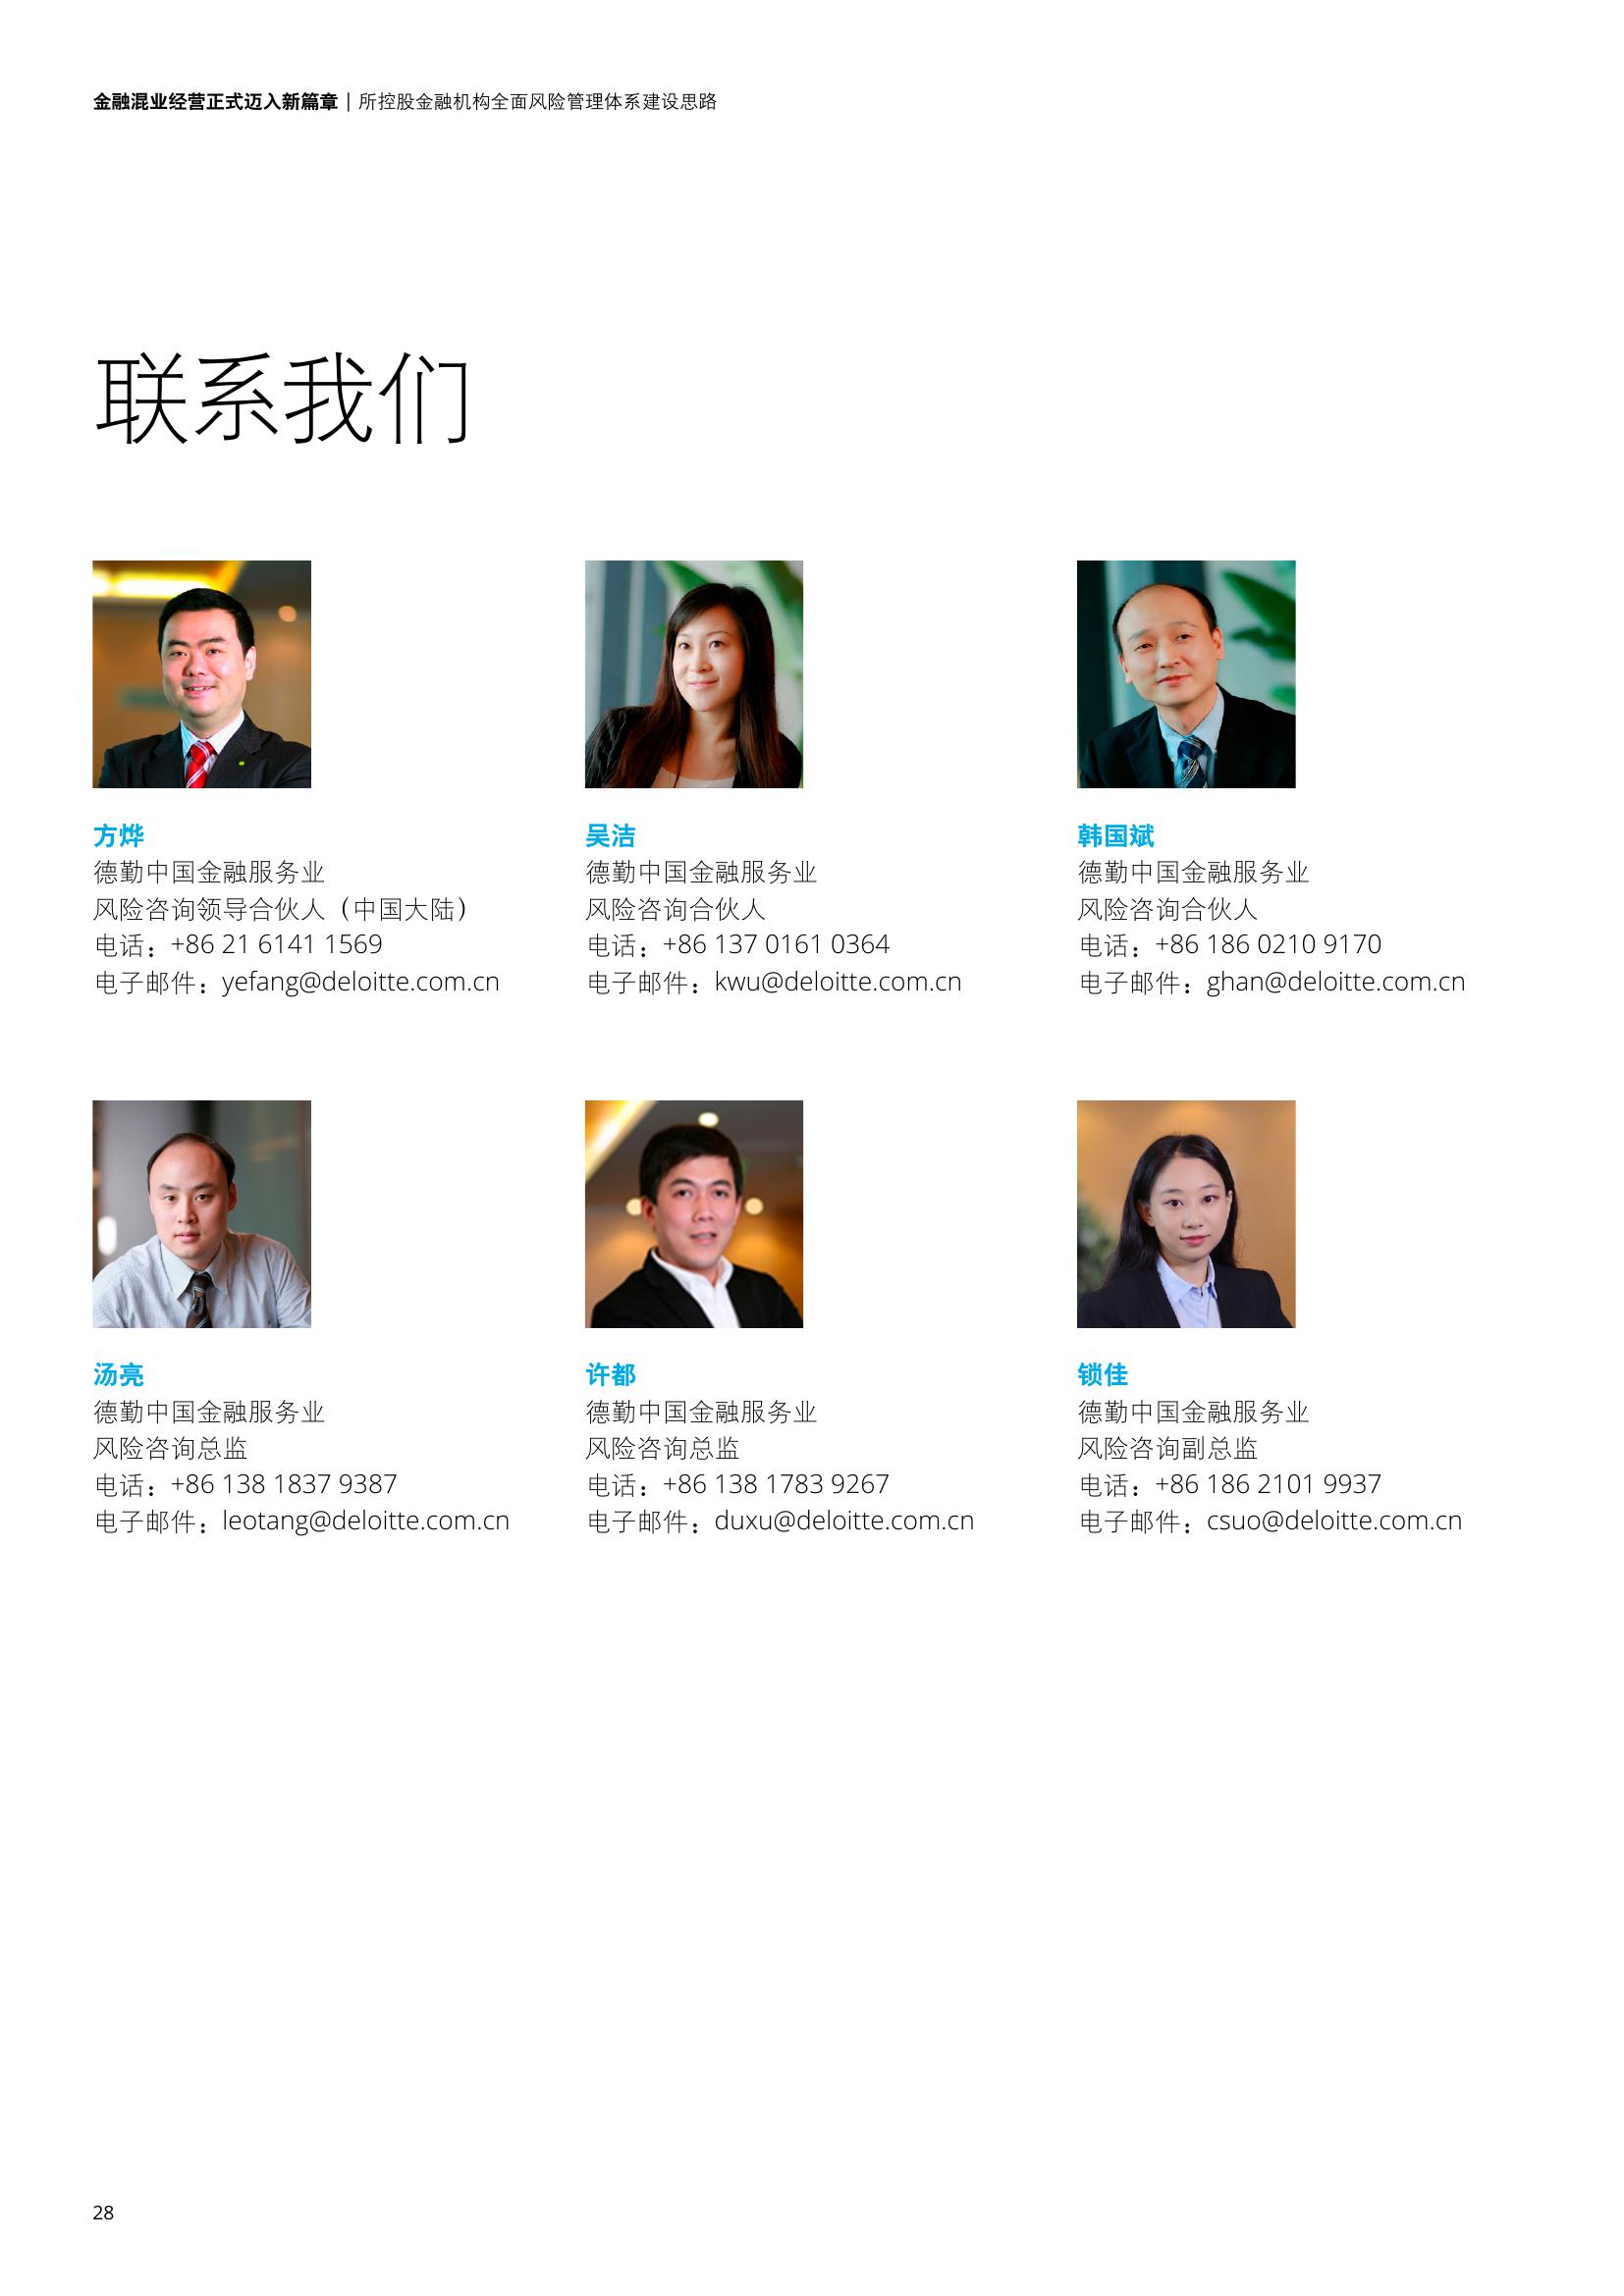 金融混业经营正式迈入新篇章 | 所控股金融机构全面风险管理体系建设思路
联系我们
方烨
德勤中国金融服务业
风险咨询领导合伙人（中国大陆）
电话：+86 21 6141 1569
电子邮件：yefang@deloitte.com.cn
吴洁
德勤中国金融服务业
风险咨询合伙人
电话：+86 137 0161 0364
电子邮件：kwu@deloitte.com.cn
韩国斌
德勤中国金融服务业
风险咨询合伙人
电话：+86 186 0210 9170
电子邮件：ghan@deloitte.com.cn
汤亮
德勤中国金融服务业
风险咨询总监
电话：+86 138 1837 9387
电子邮件：leotang@deloitte.com.cn
许都
德勤中国金融服务业
风险咨询总监
电话：+86 138 1783 9267
电子邮件：duxu@deloitte.com.cn
锁佳
德勤中国金融服务业
风险咨询副总监
电话：+86 186 2101 9937
电子邮件：csuo@deloitte.com.cn
28